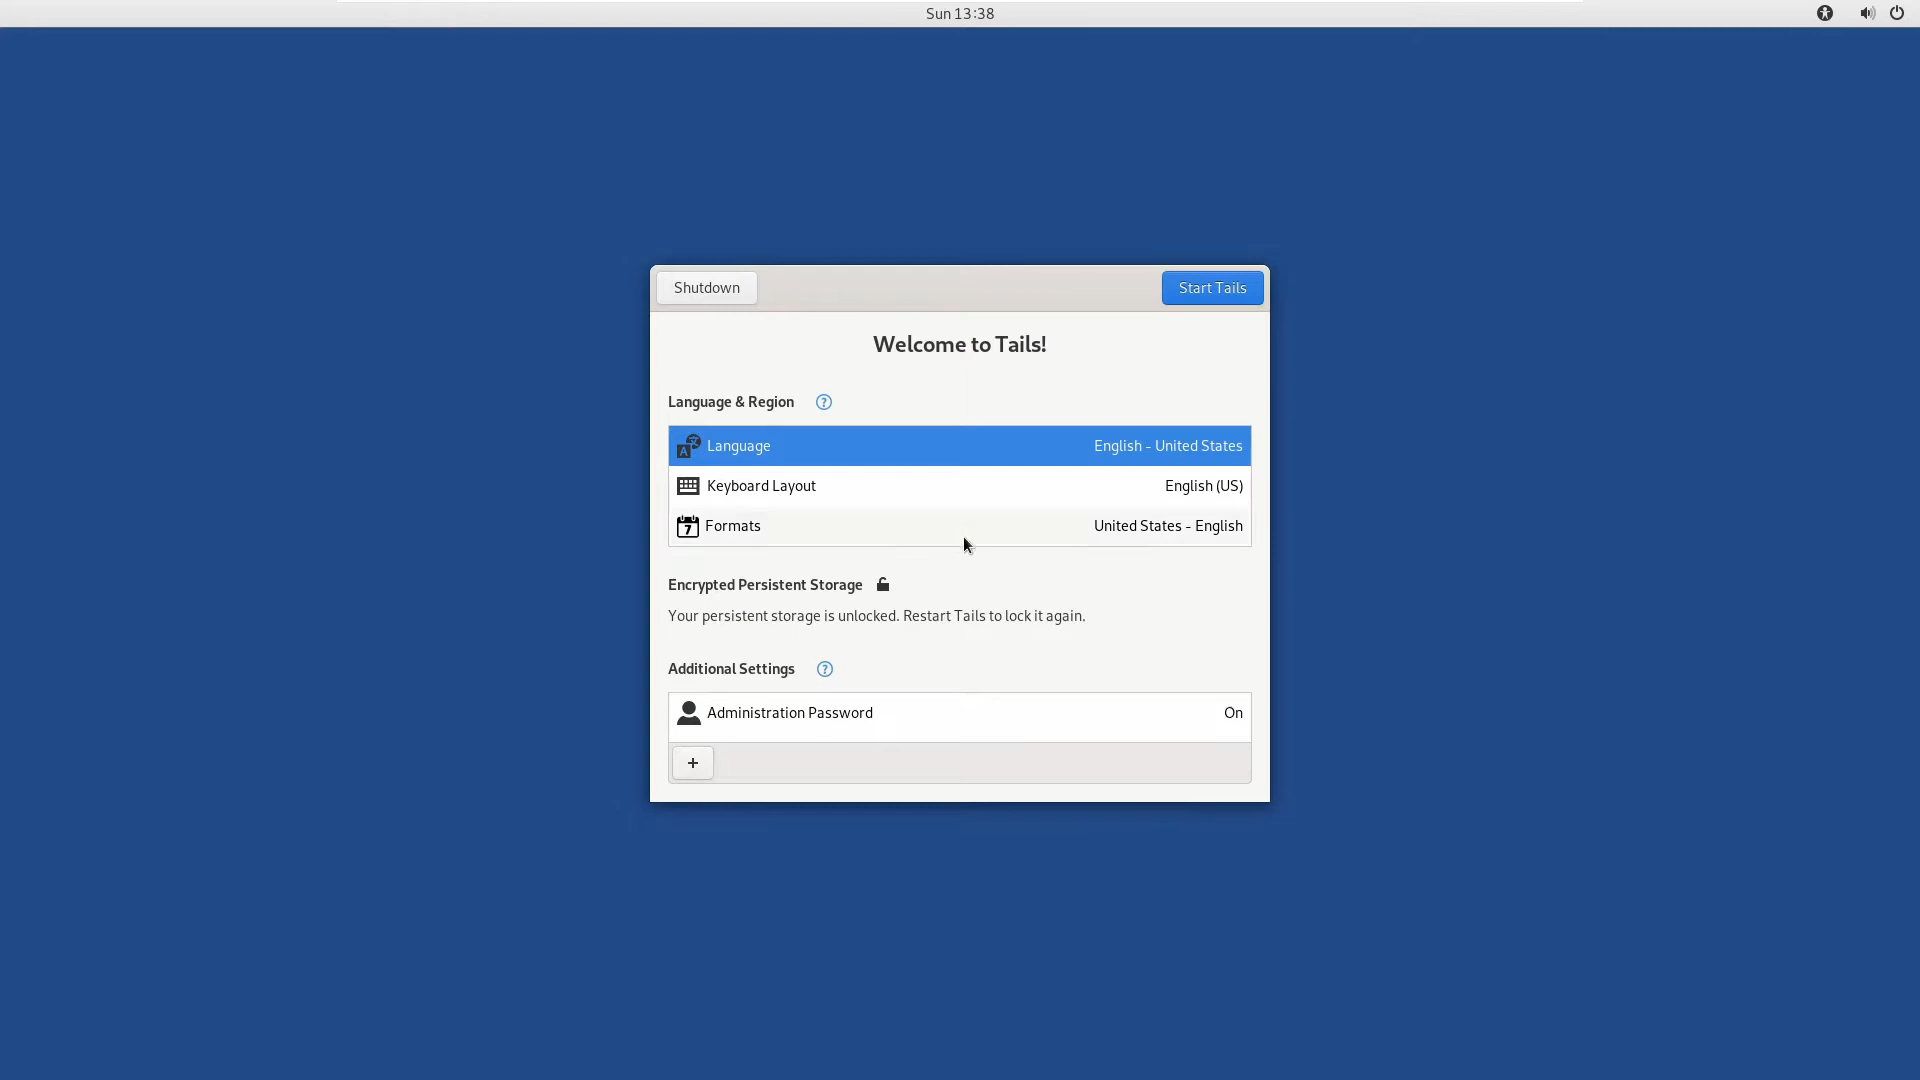 Sun 13:38
Shutdown
Start Tails
Welcome to Tails!
Language & Region ?
Language English - United States
Keyboard Layout English (US)
7 Formats United States - English
Encrypted Persistent Storage
Your persistent storage is unlocked. Restart Tails to lock it again.
Additional Settings ?
Administration Password On
+